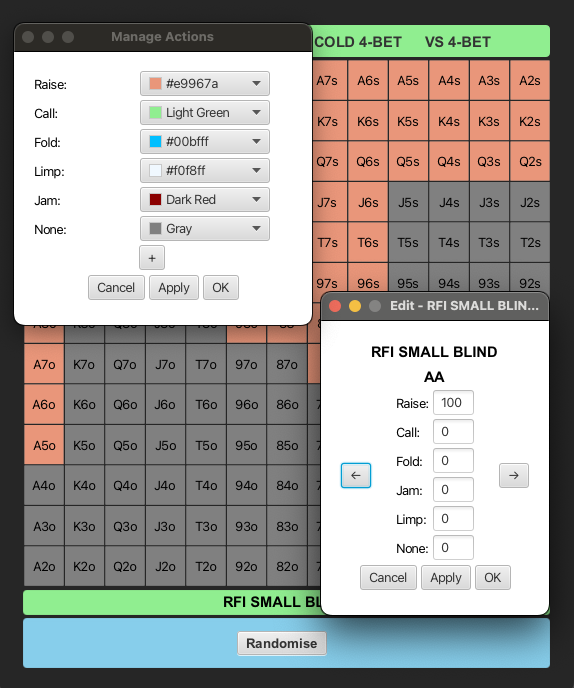 Manage Actions
Raise: #e9967a
Call: Light Green
Fold: #00bfff
Limp: #f0f8ff
Jam: Dark Red
None: Gray
+
Cancel Apply OK
COLD 4-BET VS 4-BET
A7s A6s A5s A4s A3s A2s
K7s K6s K5s K4s K3s K2s
Q7s Q6s Q5s Q4s Q3s Q2s
J7s J6s J5s J4s J3s J2s
T7s T6s T5s T4s T3s T2s
97s 96s 95s 94s 93s 92s
A7o K7o Q7o J7o T7o 97o 87o
A6o K6o Q6o J6o T6o 96o 86o
A5o K5o Q5o J5o T5o 95o 85o
A4o K4o Q4o J4o T4o 94o 84o
A3o K3o Q3o J3o T3o 93o 83o
A2o K2o Q2o J2o T2o 92o 82o
Edit - RFI SMALL BLIN...
RFI SMALL BLIND
AA
Raise: 100
Call: 0
Fold: 0
← →
Jam: 0
Limp: 0
None: 0
Cancel Apply OK
RFI SMALL BL
Randomise